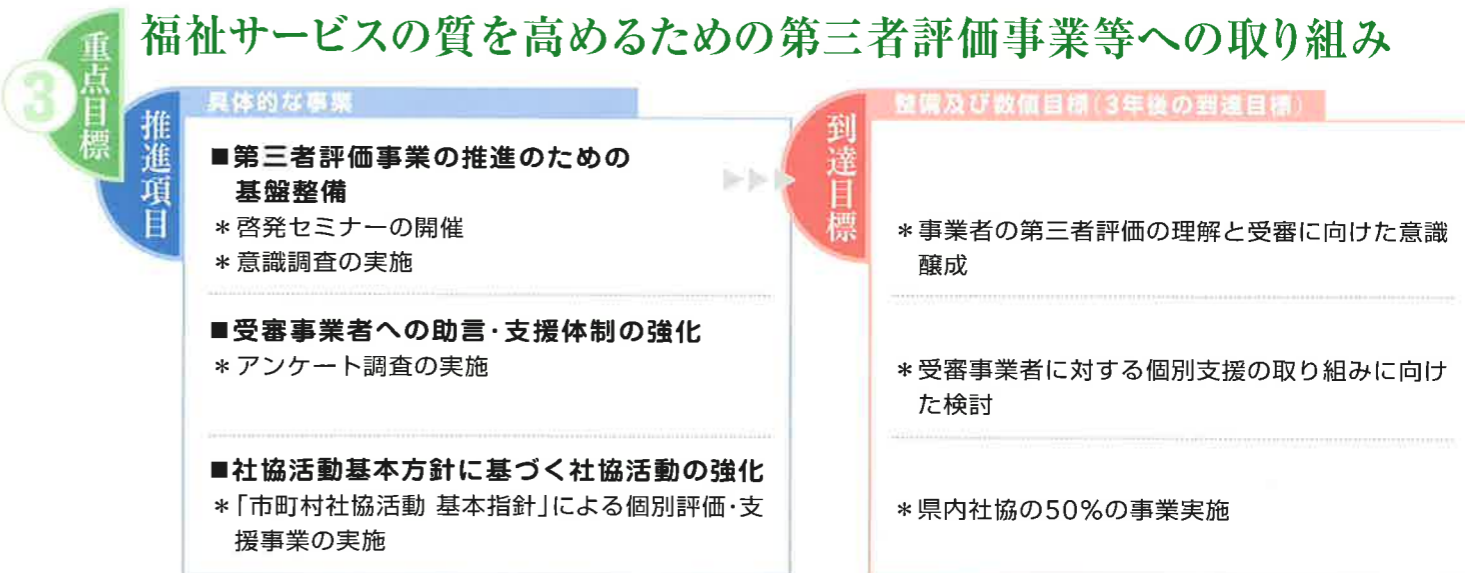 重点目標
3
福祉サービスの質を高めるための第三者評価事業等への取り組み
推進項目
具体的な事業
■第三者評価事業の推進のための
基盤整備
＊啓発セミナーの開催
＊意識調査の実施
■受審事業者への助言･支援体制の強化
＊アンケート調査の実施
■社協活動基本方針に基づく社協活動の強化
＊｢市町村社協活動 基本指針｣による個別評価･支
援事業の実施
到達目標
整備及び数値目標(3年後の到達目標)
＊事業者の第三者評価の理解と受審に向けた意識
醸成
＊受審事業者に対する個別支援の取り組みに向け
た検討
＊県内社協の50%の事業実施